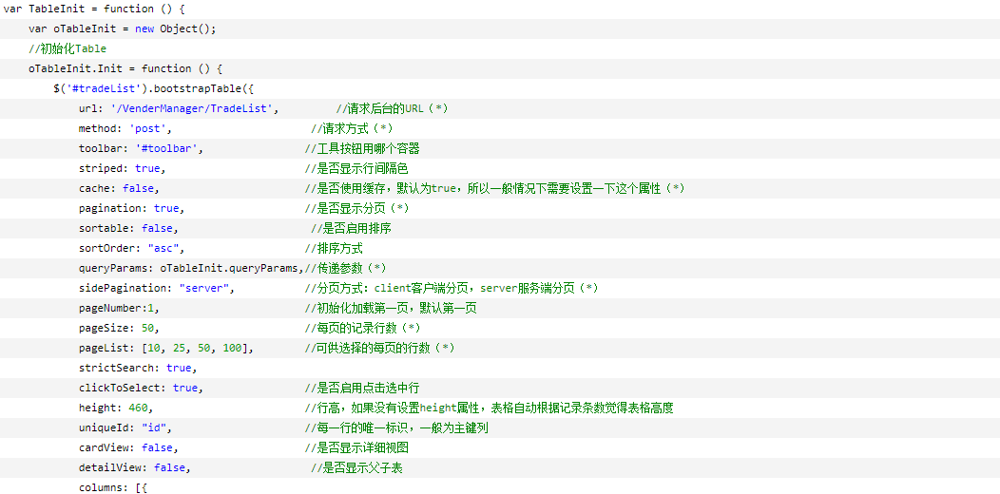 var TableInit = function () {
var oTableInit = new Object();
//初始化Table
oTableInit.Init = function () {
$('#tradeList').bootstrapTable({
url: '/VenderManager/TradeList', //请求后台的URL（*）
method: 'post', //请求方式（*）
toolbar: '#toolbar', //工具按钮用哪个容器
striped: true, //是否显示行间隔色
cache: false, //是否使用缓存，默认为true，所以一般情况下需要设置一下这个属性（*）
pagination: true, //是否显示分页（*）
sortable: false, //是否启用排序
sortOrder: "asc", //排序方式
queryParams: oTableInit.queryParams,//传递参数（*）
sidePagination: "server", //分页方式：client客户端分页，server服务端分页（*）
pageNumber:1, //初始化加载第一页，默认第一页
pageSize: 50, //每页的记录行数（*）
pageList: [10, 25, 50, 100], //可供选择的每页的行数（*）
strictSearch: true,
clickToSelect: true, //是否启用点击选中行
height: 460, //行高，如果没有设置height属性，表格自动根据记录条数觉得表格高度
uniqueId: "id", //每一行的唯一标识，一般为主键列
cardView: false, //是否显示详细视图
detailView: false, //是否显示父子表
columns: [{